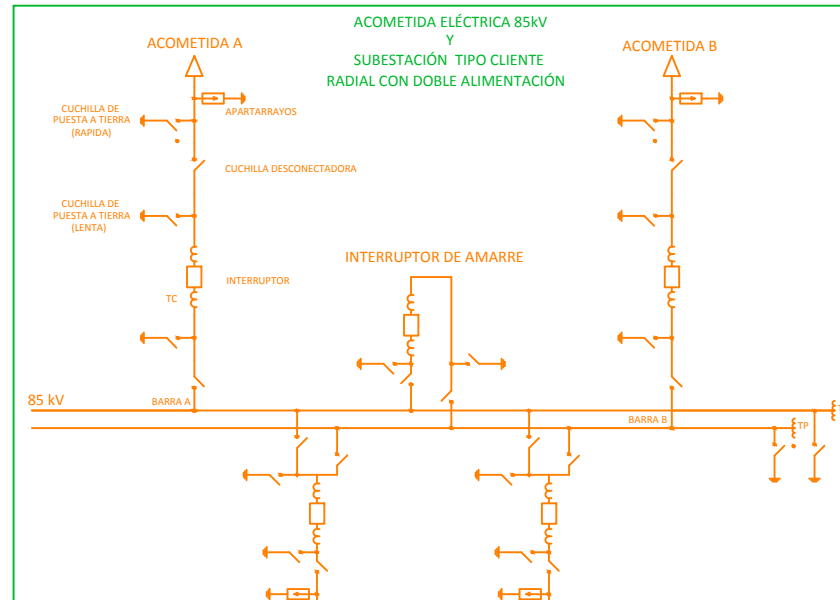 ACOMETIDA ELÉCTRICA 85kV
Y
SUBESTACIÓN TIPO CLIENTE
RADIAL CON DOBLE ALIMENTACIÓN
ACOMETIDA A
ACOMETIDA B
CUCHILLA DE
PUESTA A TIERRA
(RAPIDA)
APARTARRAYOS
CUCHILLA DESCONECTADORA
CUCHILLA DE
PUESTA A TIERRA
(LENTA)
INTERRUPTOR DE AMARRE
INTERRUPTOR
TC
85 kV
BARRA A
BARRA B
TP